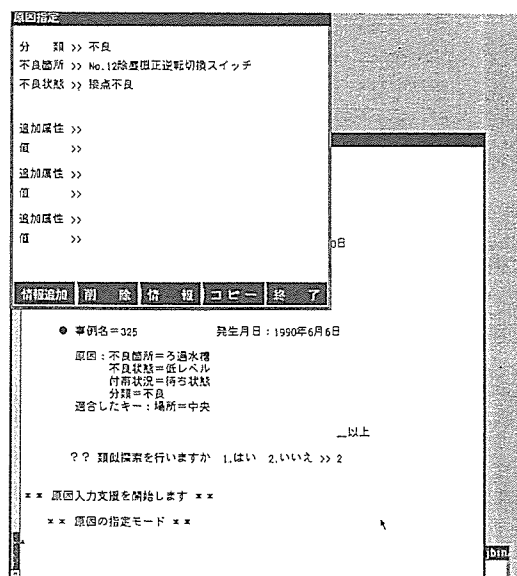 原因指定
分　類 >> 不良
不良箇所 >> No.12除塵機正逆転切換スイッチ
不良状態 >> 接点不良
追加属性 >>
値 >>
追加属性 >>
値 >>
追加属性 >>
値 >>
情報追加 削　除 情　報 コピー 終　了
0日
● 事例名＝325 発生月日：1990年6月6日
原因：不良箇所＝ろ過水槽
不良状態＝低レベル
付帯状況＝待ち状態
分類＝不良
適合したキー：場所＝中央
__以上
?? 類似探索を行いますか 1.はい 2.いいえ >> 2
** 原因入力支援を開始します **
** 原因の指定モード **
jbin